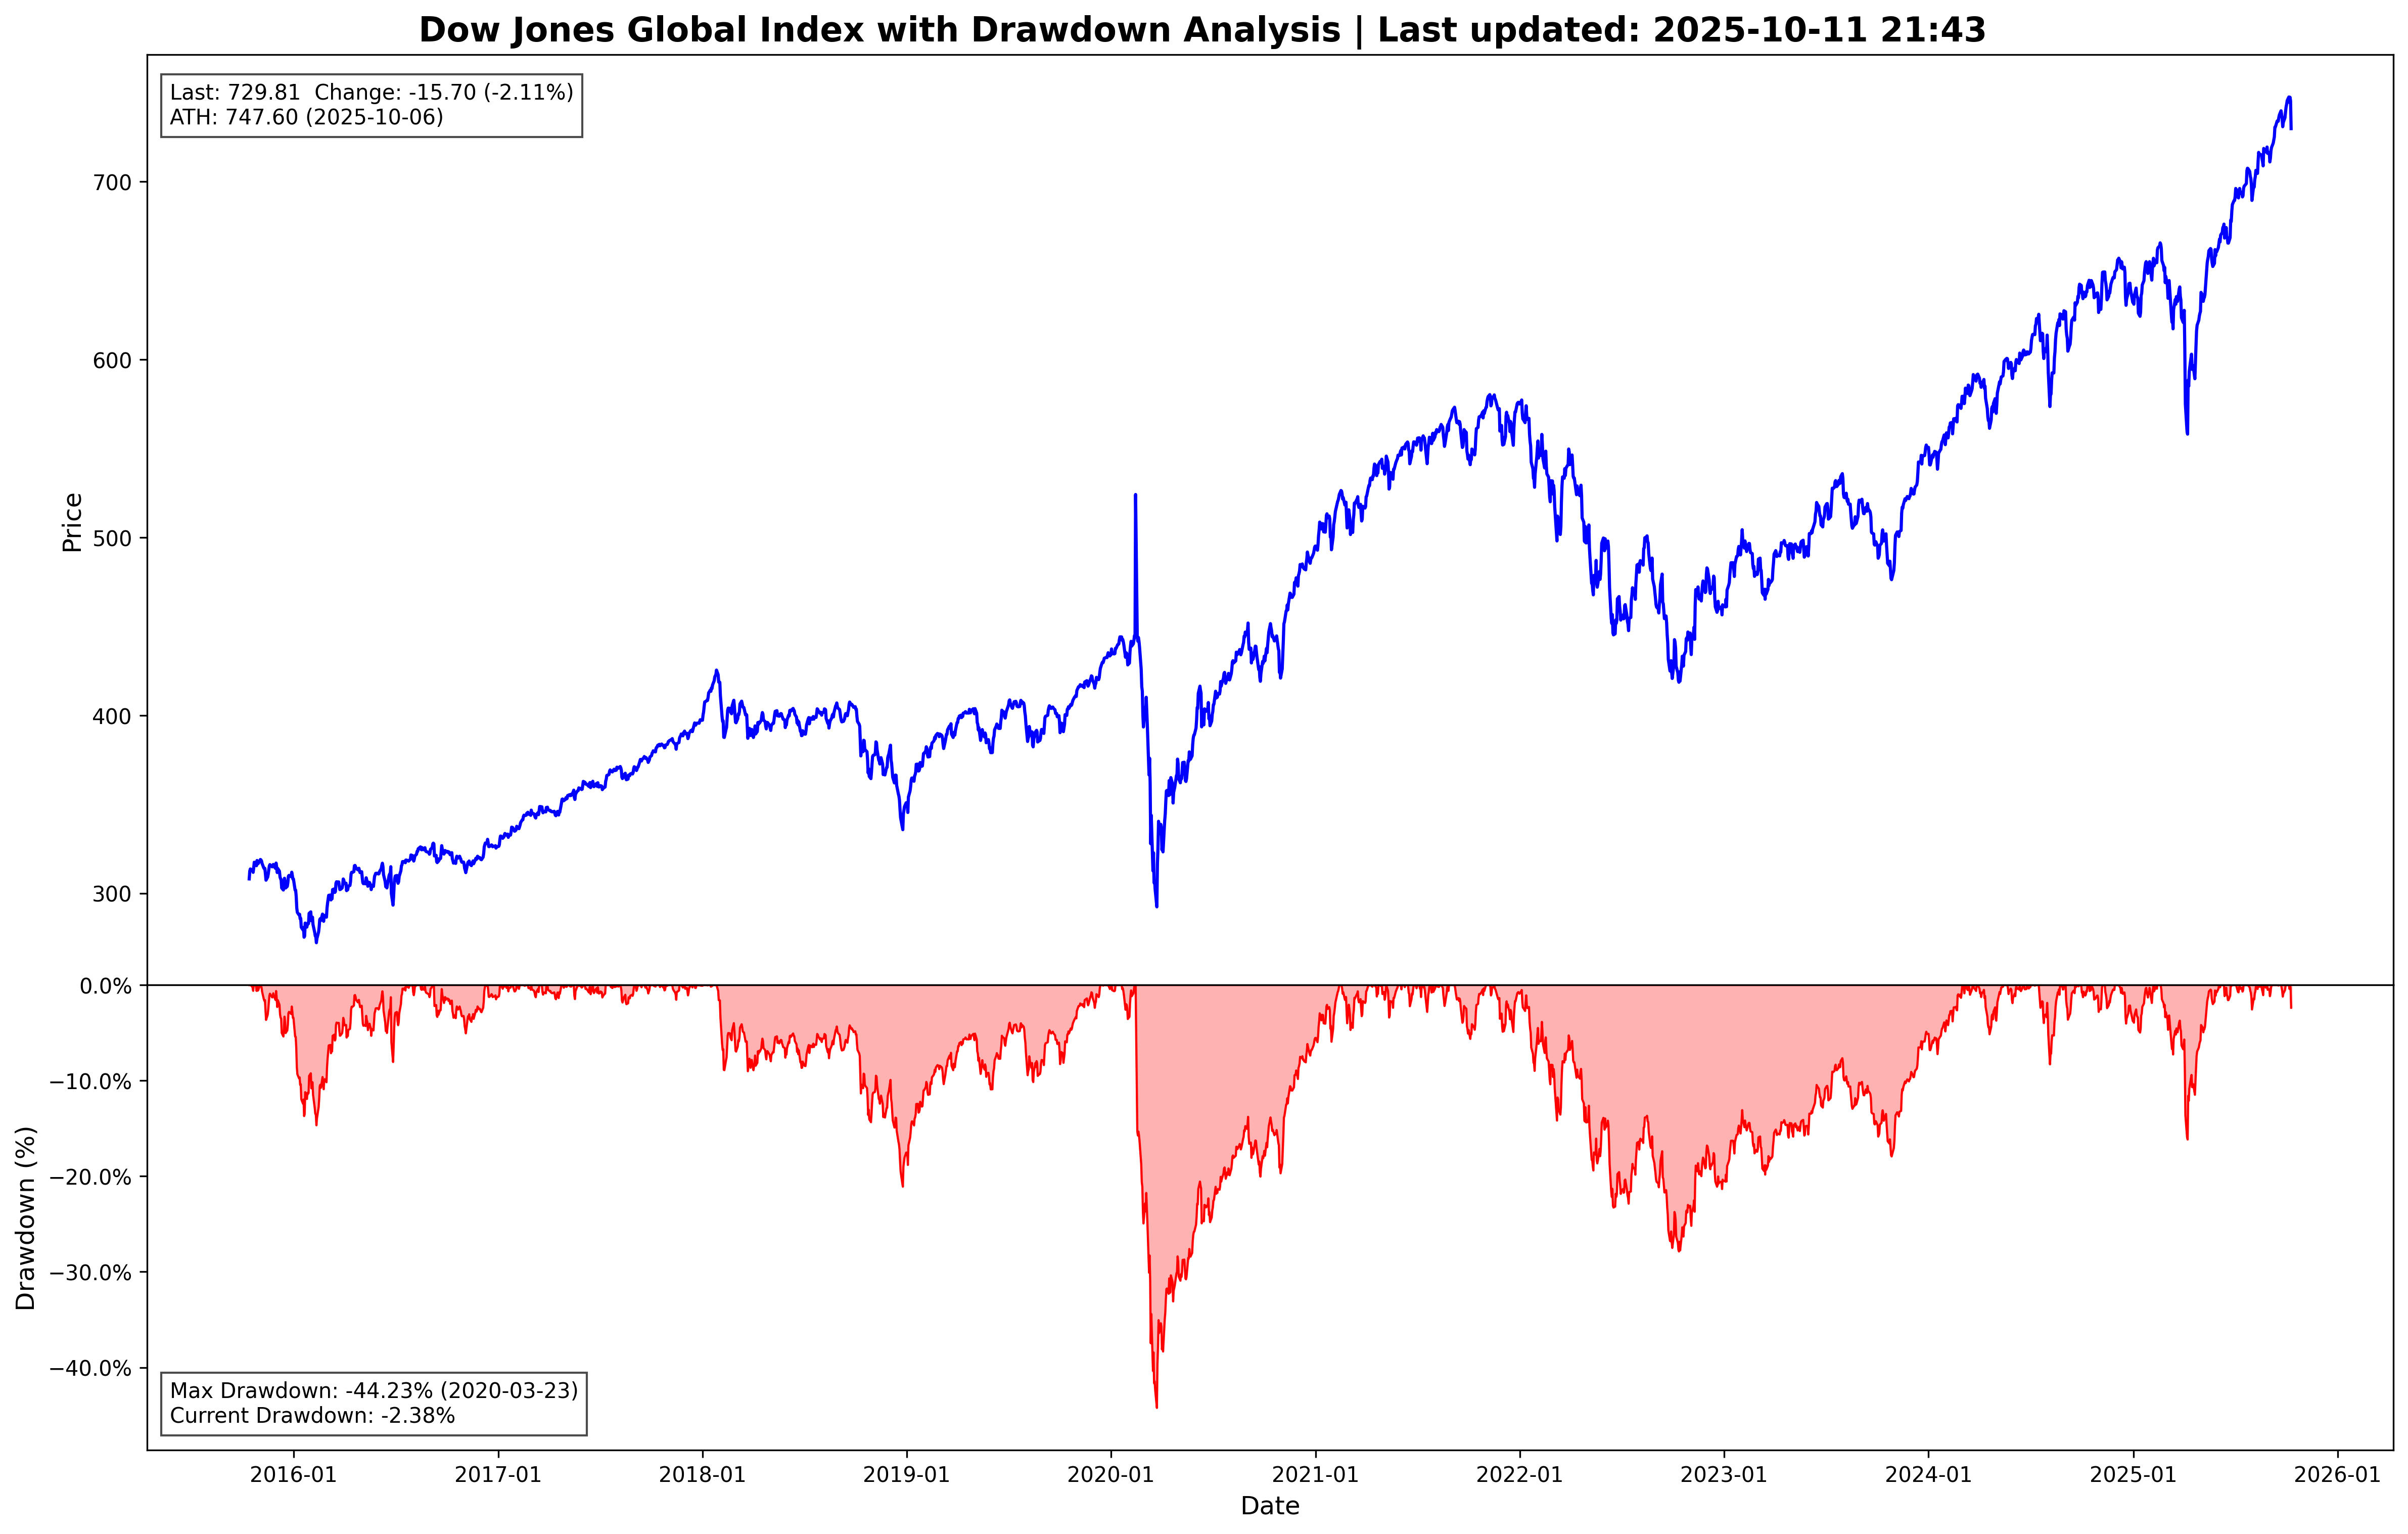 Dow Jones Global Index with Drawdown Analysis | Last updated: 2025-10-11 21:43
Last: 729.81  Change: -15.70 (-2.11%)
ATH: 747.60 (2025-10-06)
Price
700
600
500
400
300
Drawdown (%)
0.0%
−10.0%
−20.0%
−30.0%
−40.0%
Max Drawdown: -44.23% (2020-03-23)
Current Drawdown: -2.38%
2016-01 2017-01 2018-01 2019-01 2020-01 2021-01 2022-01 2023-01 2024-01 2025-01 2026-01
Date